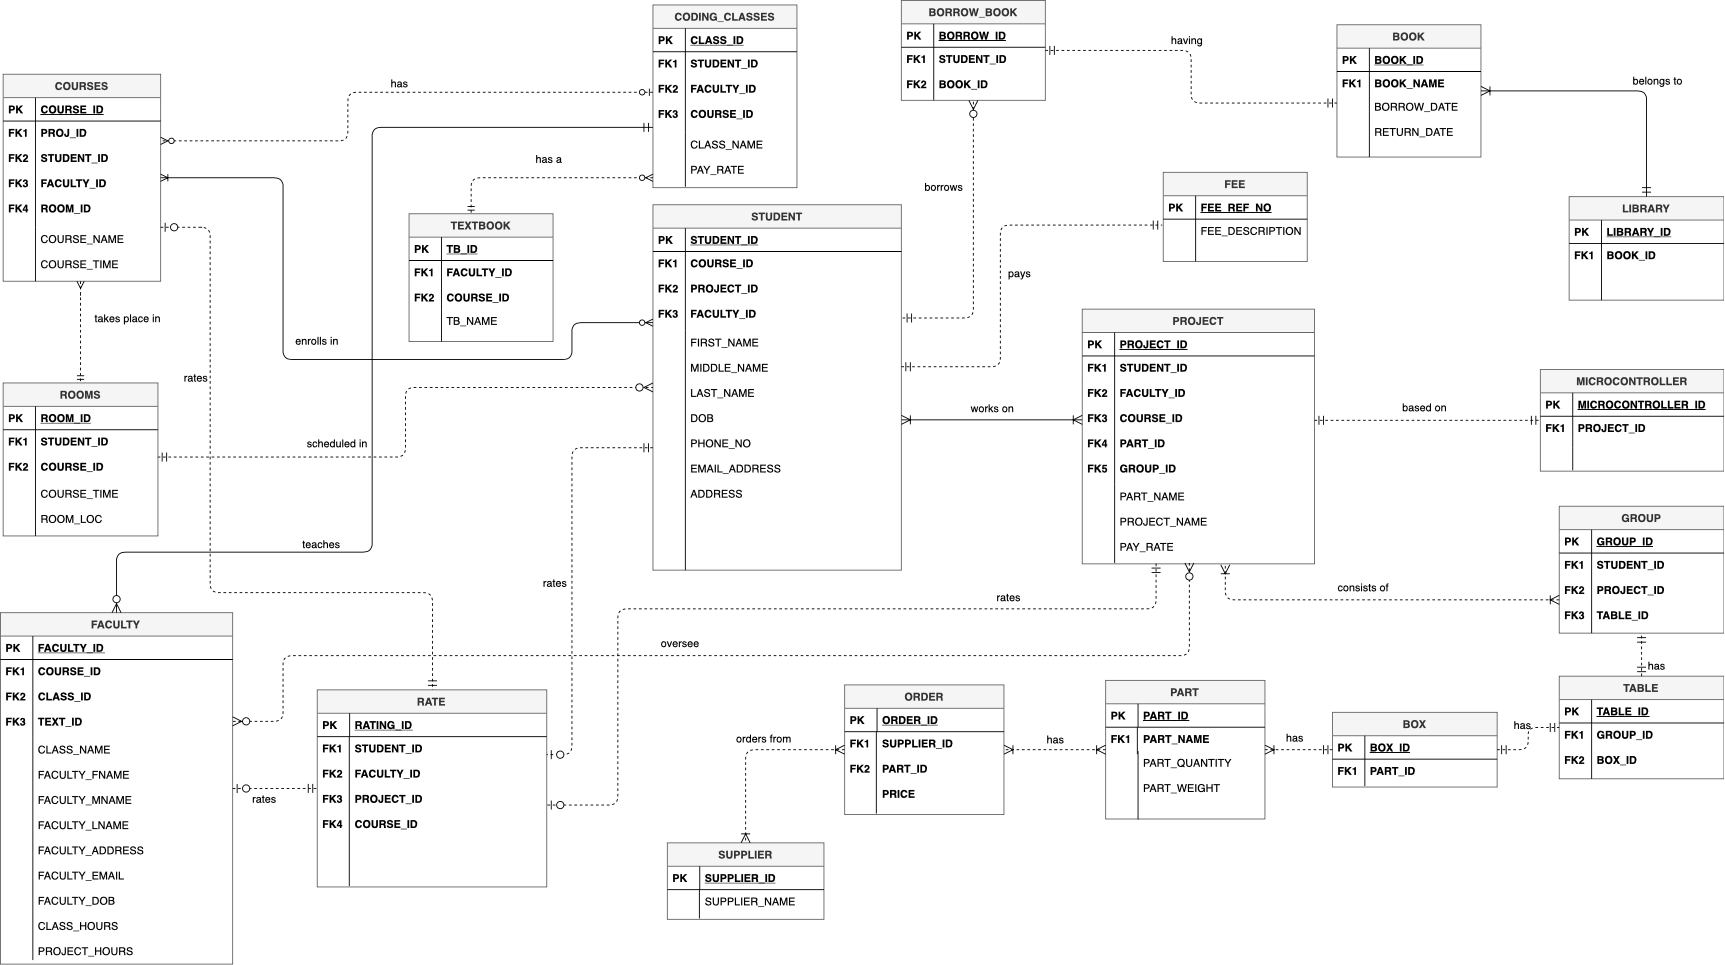 CODING_CLASSES
PK CLASS_ID
FK1 STUDENT_ID
FK2 FACULTY_ID
FK3 COURSE_ID
CLASS_NAME
PAY_RATE
BORROW_BOOK
PK BORROW_ID
FK1 STUDENT_ID
FK2 BOOK_ID
having
BOOK
PK BOOK_ID
FK1 BOOK_NAME
BORROW_DATE
RETURN_DATE
belongs to
COURSES
PK COURSE_ID
FK1 PROJ_ID
FK2 STUDENT_ID
FK3 FACULTY_ID
FK4 ROOM_ID
COURSE_NAME
COURSE_TIME
has
has a
TEXTBOOK
PK TB_ID
FK1 FACULTY_ID
FK2 COURSE_ID
TB_NAME
STUDENT
PK STUDENT_ID
FK1 COURSE_ID
FK2 PROJECT_ID
FK3 FACULTY_ID
FIRST_NAME
MIDDLE_NAME
LAST_NAME
DOB
PHONE_NO
EMAIL_ADDRESS
ADDRESS
borrows
FEE
PK FEE_REF_NO
FEE_DESCRIPTION
pays
LIBRARY
PK LIBRARY_ID
FK1 BOOK_ID
takes place in
enrolls in
rates
ROOMS
PK ROOM_ID
FK1 STUDENT_ID
FK2 COURSE_ID
COURSE_TIME
ROOM_LOC
scheduled in
works on
PROJECT
PK PROJECT_ID
FK1 STUDENT_ID
FK2 FACULTY_ID
FK3 COURSE_ID
FK4 PART_ID
FK5 GROUP_ID
PART_NAME
PROJECT_NAME
PAY_RATE
based on
MICROCONTROLLER
PK MICROCONTROLLER_ID
FK1 PROJECT_ID
GROUP
PK GROUP_ID
FK1 STUDENT_ID
FK2 PROJECT_ID
FK3 TABLE_ID
teaches
rates
rates
consists of
oversee
has
FACULTY
PK FACULTY_ID
FK1 COURSE_ID
FK2 CLASS_ID
FK3 TEXT_ID
CLASS_NAME
FACULTY_FNAME
FACULTY_MNAME
FACULTY_LNAME
FACULTY_ADDRESS
FACULTY_EMAIL
FACULTY_DOB
CLASS_HOURS
PROJECT_HOURS
rates
RATE
PK RATING_ID
FK1 STUDENT_ID
FK2 FACULTY_ID
FK3 PROJECT_ID
FK4 COURSE_ID
orders from
ORDER
PK ORDER_ID
FK1 SUPPLIER_ID
FK2 PART_ID
PRICE
has
PART
PK PART_ID
FK1 PART_NAME
PART_QUANTITY
PART_WEIGHT
has
BOX
PK BOX_ID
FK1 PART_ID
has
TABLE
PK TABLE_ID
FK1 GROUP_ID
FK2 BOX_ID
SUPPLIER
PK SUPPLIER_ID
SUPPLIER_NAME